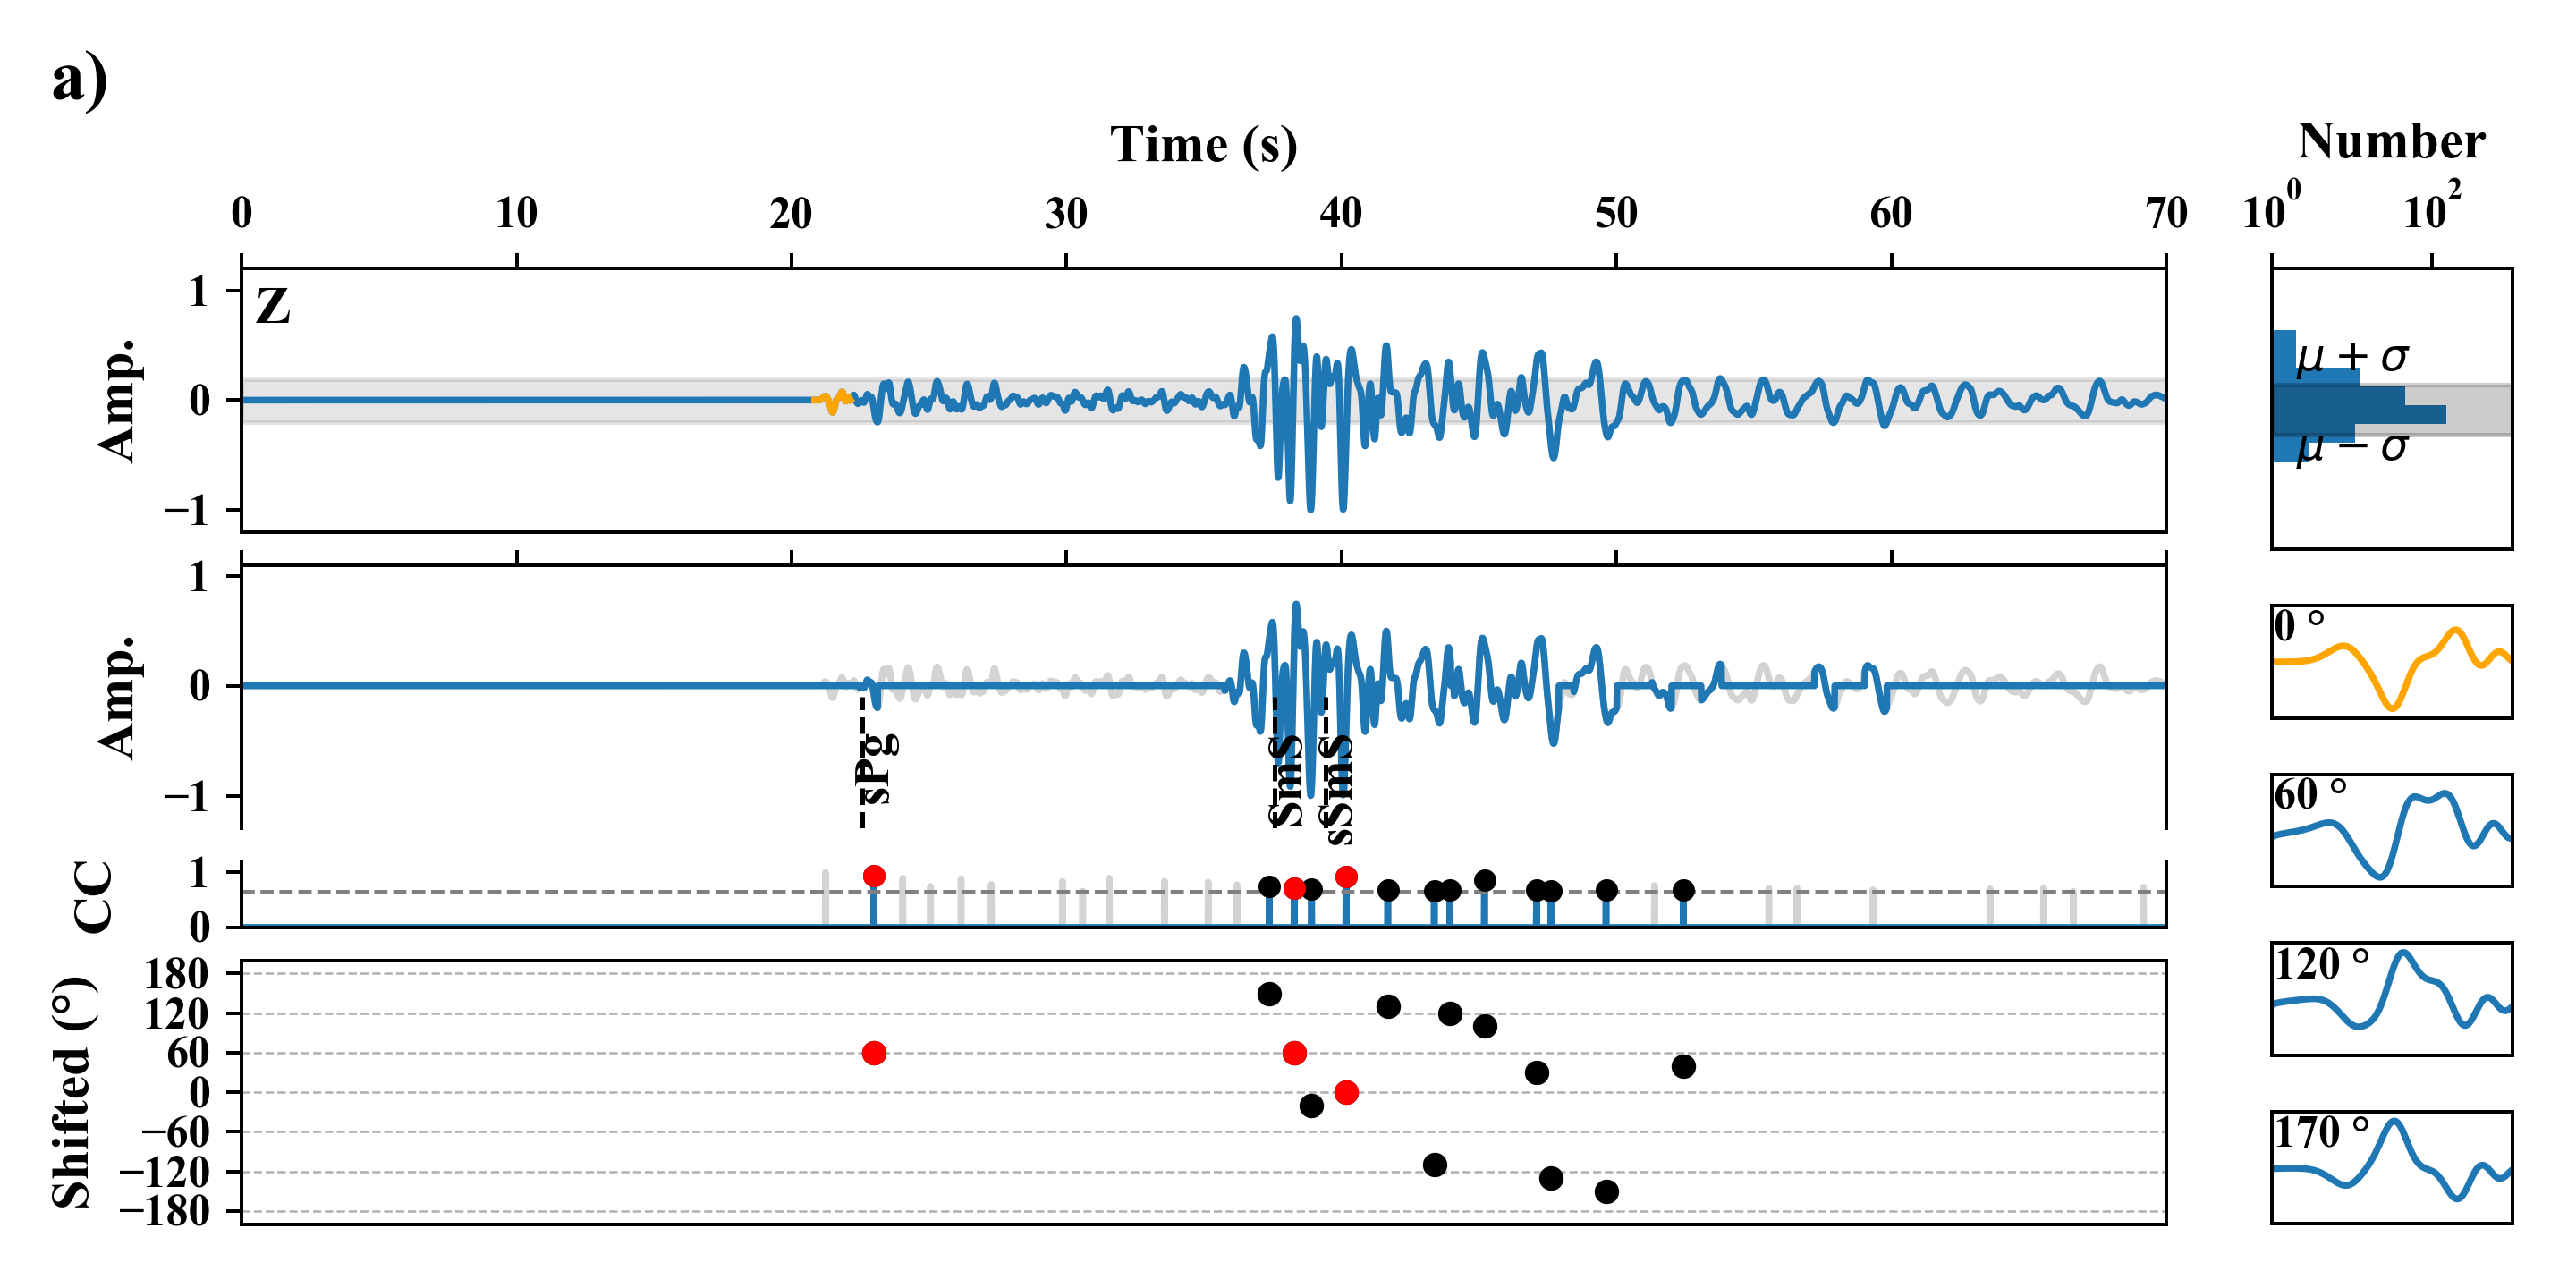 a)
Time (s)
Number
0 10 20 30 40 50 60 70
10^0 10^2
Z
Amp.
1
0
−1
μ + σ
μ − σ
Amp.
1
0
−1
sPg
SmS
sSmS
0 °
60 °
CC
1
0
120 °
Shifted (°)
180
120
60
0
−60
−120
−180
170 °